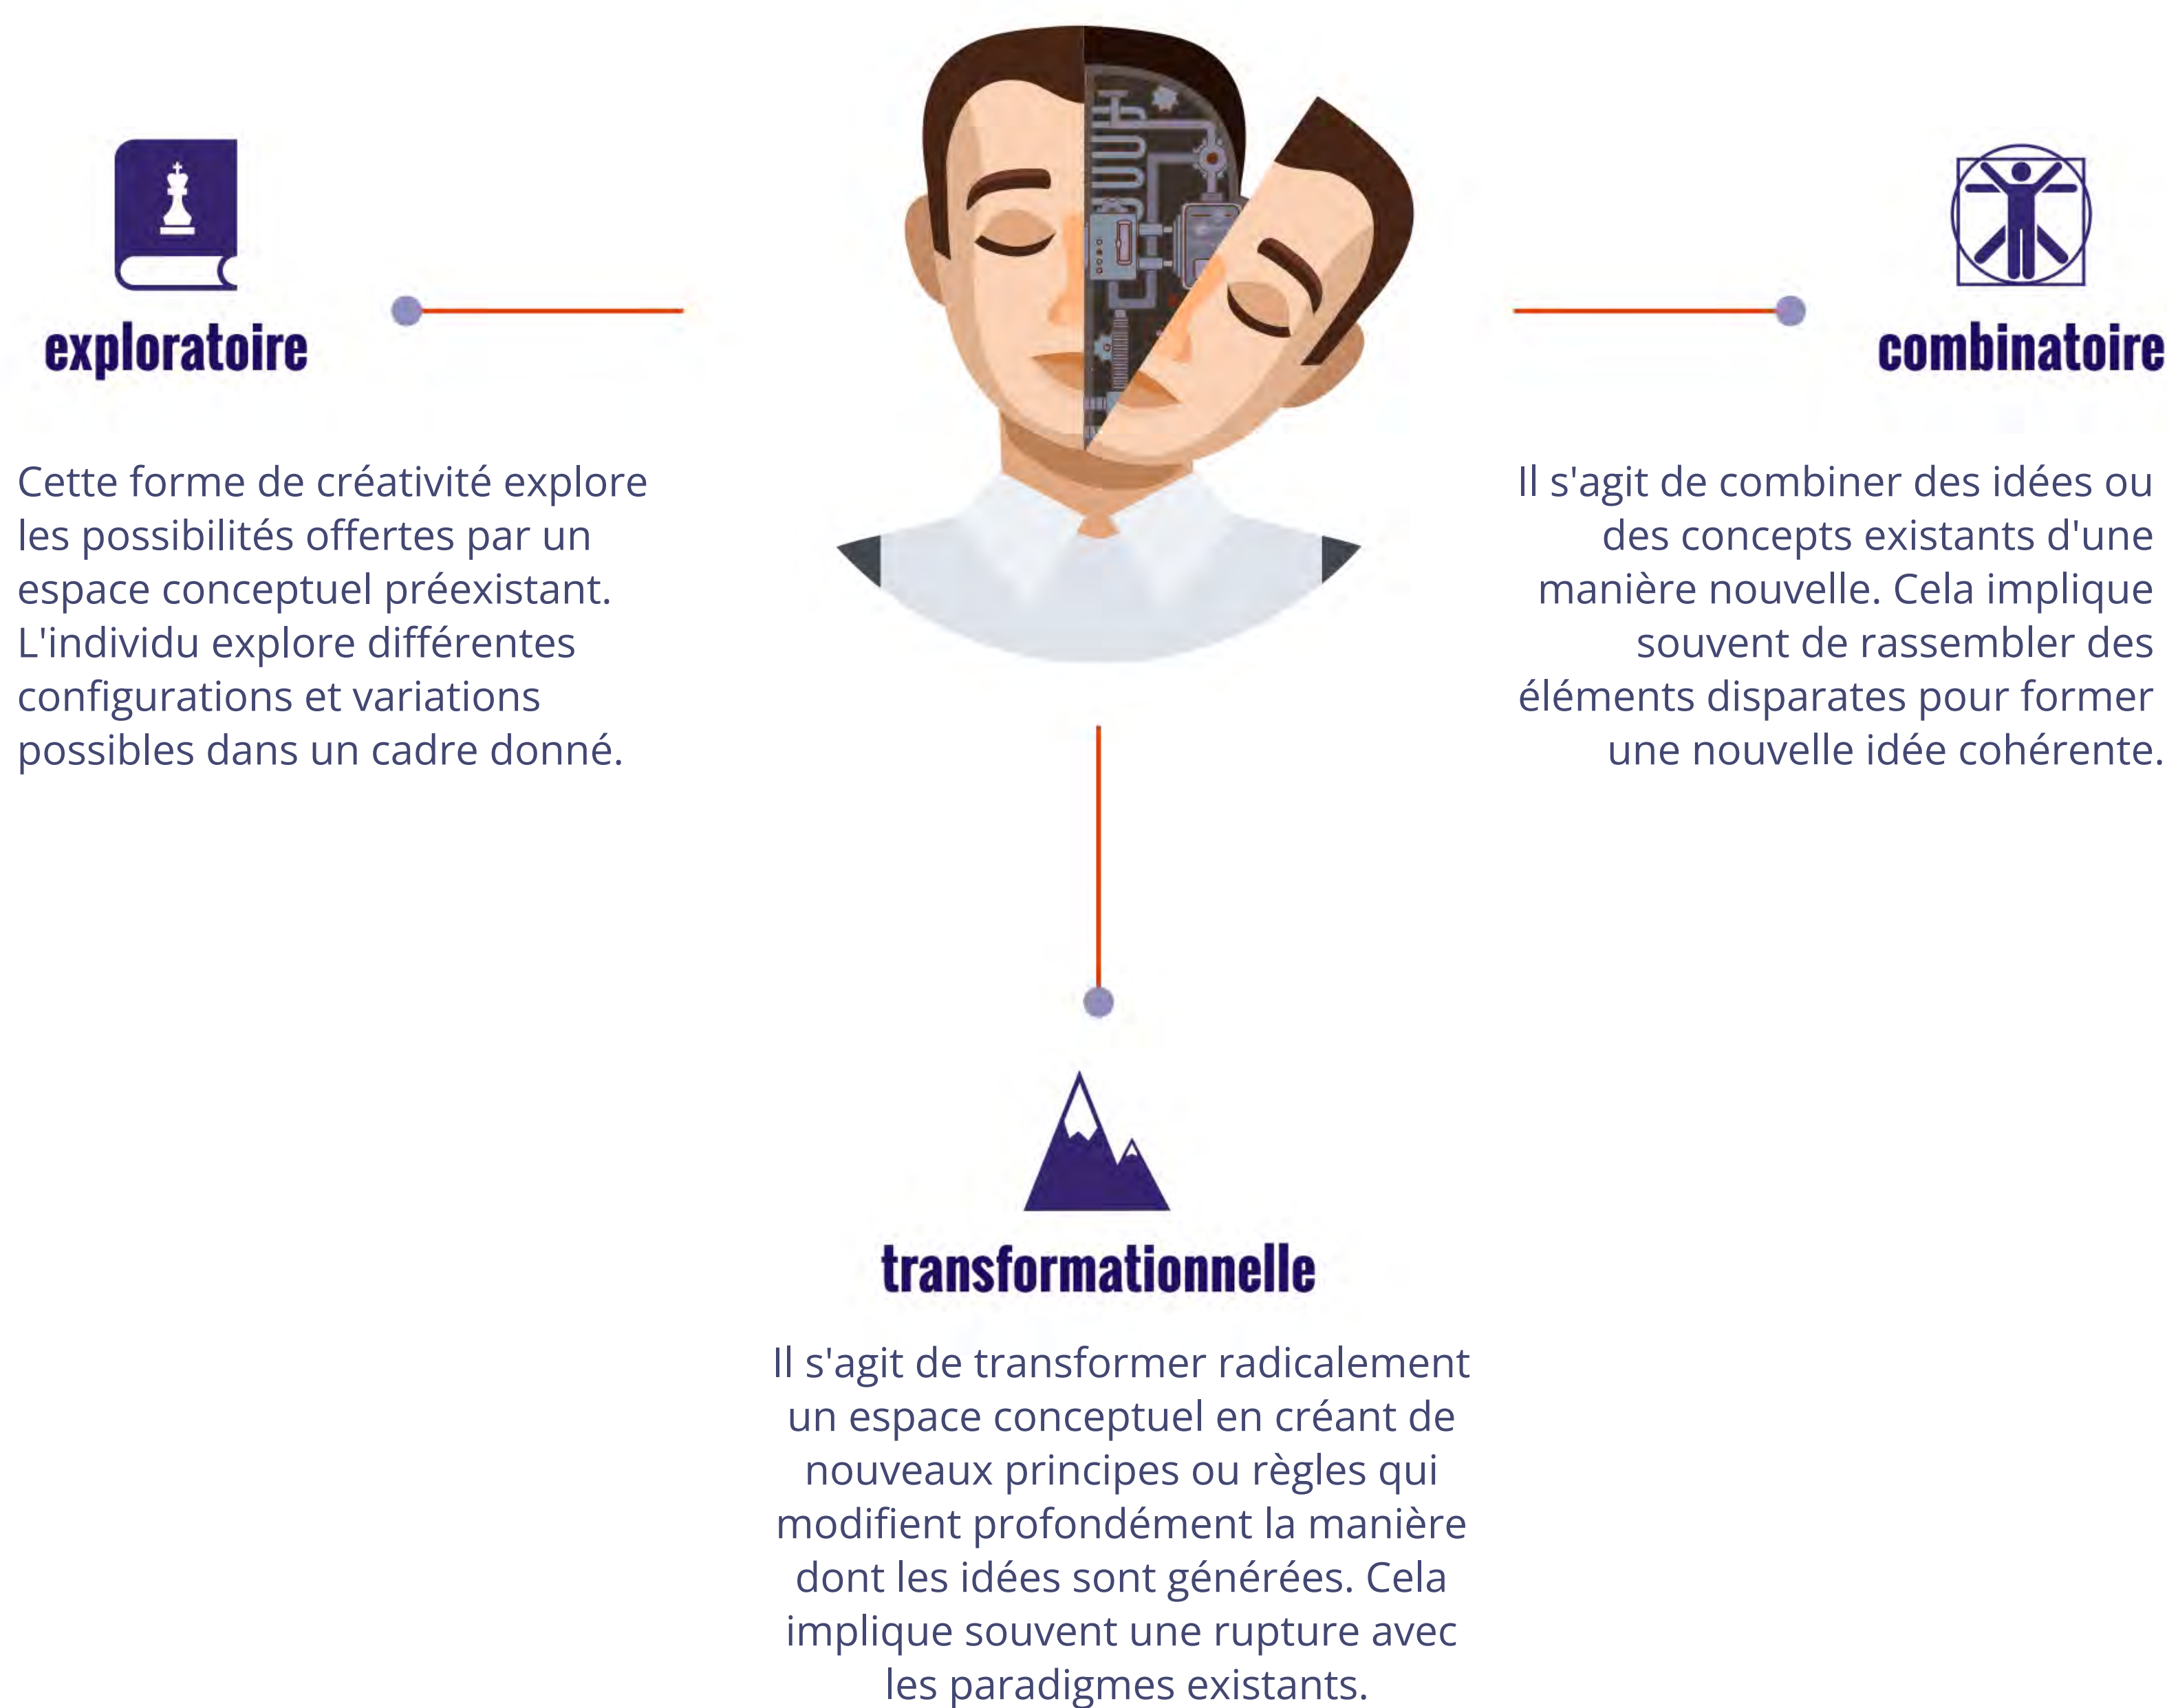 exploratoire
Cette forme de créativité explore
les possibilités offertes par un
espace conceptuel préexistant.
L'individu explore différentes
configurations et variations
possibles dans un cadre donné.
combinatoire
Il s'agit de combiner des idées ou
des concepts existants d'une
manière nouvelle. Cela implique
souvent de rassembler des
éléments disparates pour former
une nouvelle idée cohérente.
transformationnelle
Il s'agit de transformer radicalement
un espace conceptuel en créant de
nouveaux principes ou règles qui
modifient profondément la manière
dont les idées sont générées. Cela
implique souvent une rupture avec
les paradigmes existants.